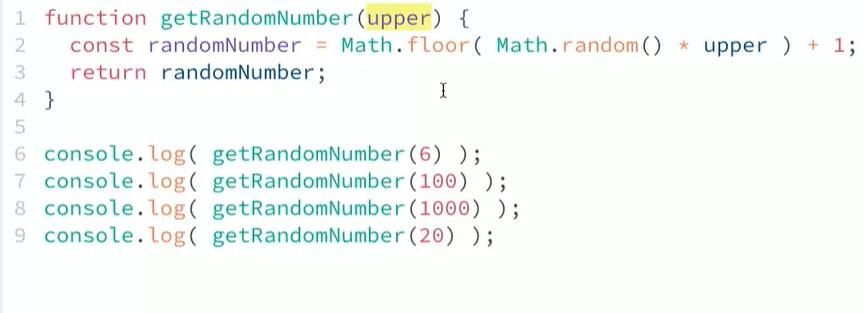 1 function getRandomNumber(upper) {
2   const randomNumber = Math.floor( Math.random() * upper ) + 1;
3   return randomNumber;
4 }
5
6 console.log( getRandomNumber(6) );
7 console.log( getRandomNumber(100) );
8 console.log( getRandomNumber(1000) );
9 console.log( getRandomNumber(20) );